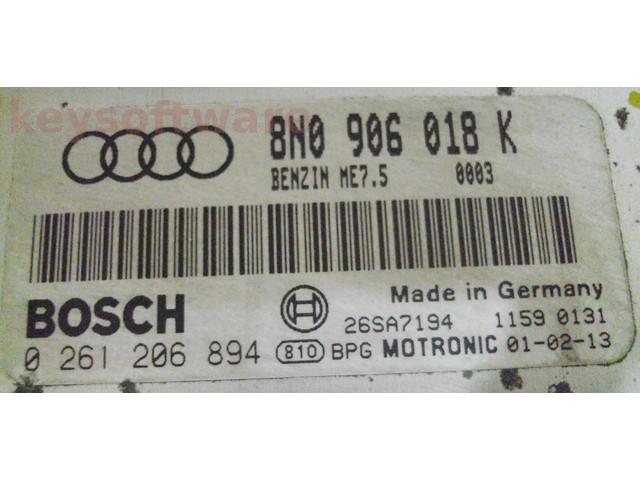 keysoftware
8N0 906 018 K
BENZIN ME7.5 0003
BOSCH
Made in Germany
26SA7194 1159 0131
0 261 206 894 810 BPG MOTRONIC 01-02-13